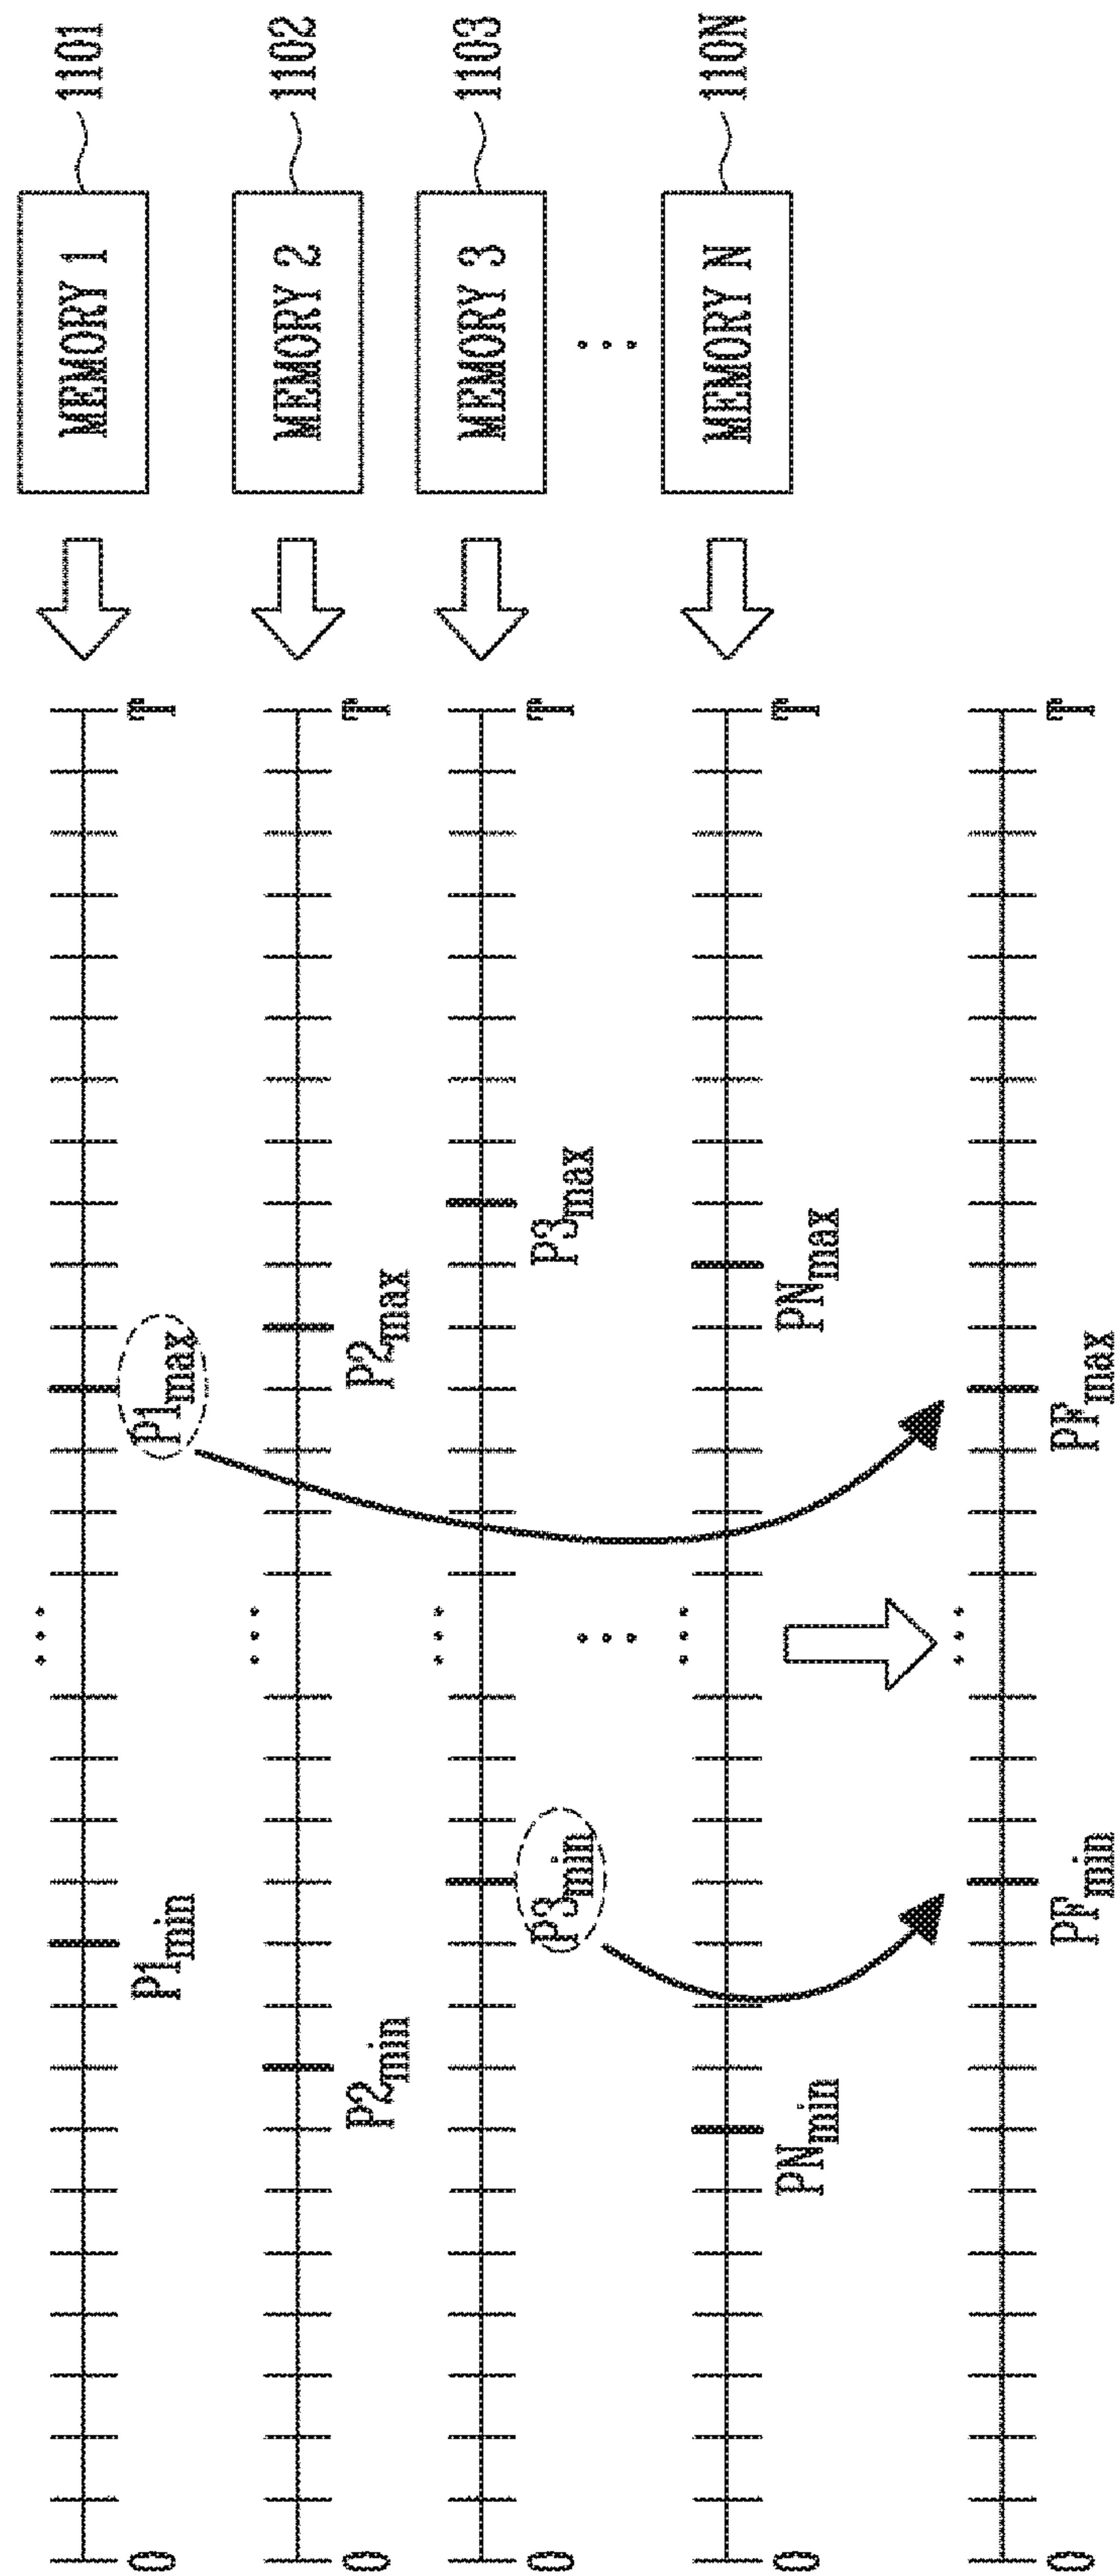 P1min
P1max
0
T
MEMORY 1
1101
P2min
P2max
0
T
MEMORY 2
1102
P3min
P3max
0
T
MEMORY 3
1103
PNmin
PNmax
0
T
MEMORY N
110N
PFmin
PFmax
0
T